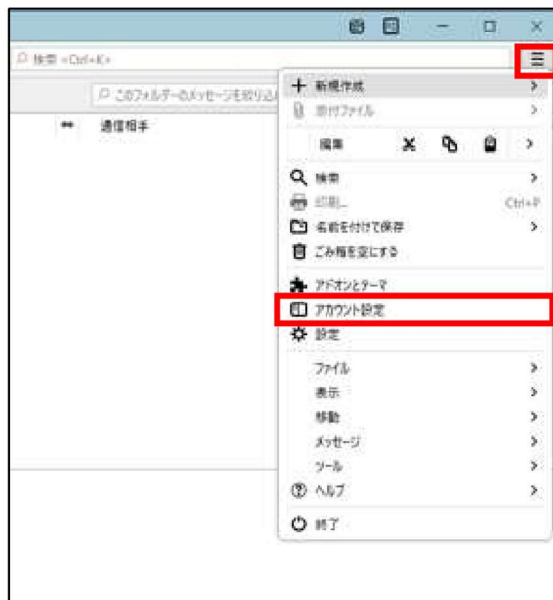 検索 <Ctrl+K>
このフォルダーのメッセージを絞り込
通信相手
新規作成
添付ファイル
編集
検索
印刷... Ctrl+P
名前を付けて保存
ごみ箱を空にする
アドオンとテーマ
アカウント設定
設定
ファイル
表示
移動
メッセージ
ツール
ヘルプ
終了